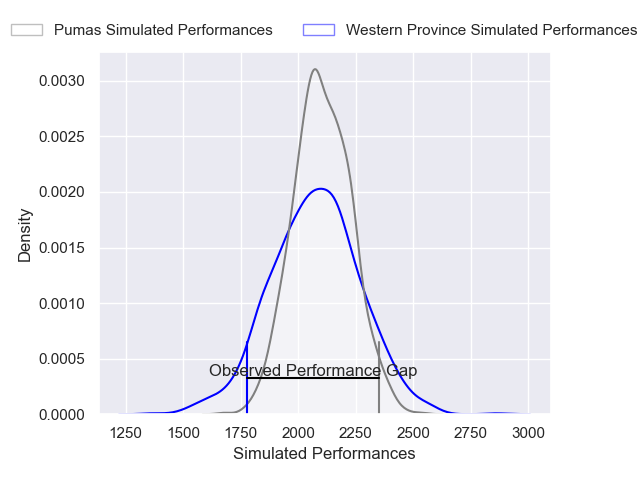 Pumas Simulated Performances
Western Province Simulated Performances
0.0030
0.0025
0.0020
0.0015
0.0010
0.0005
0.0000
Density
Observed Performance Gap
1250 1500 1750 2000 2250 2500 2750 3000
Simulated Performances